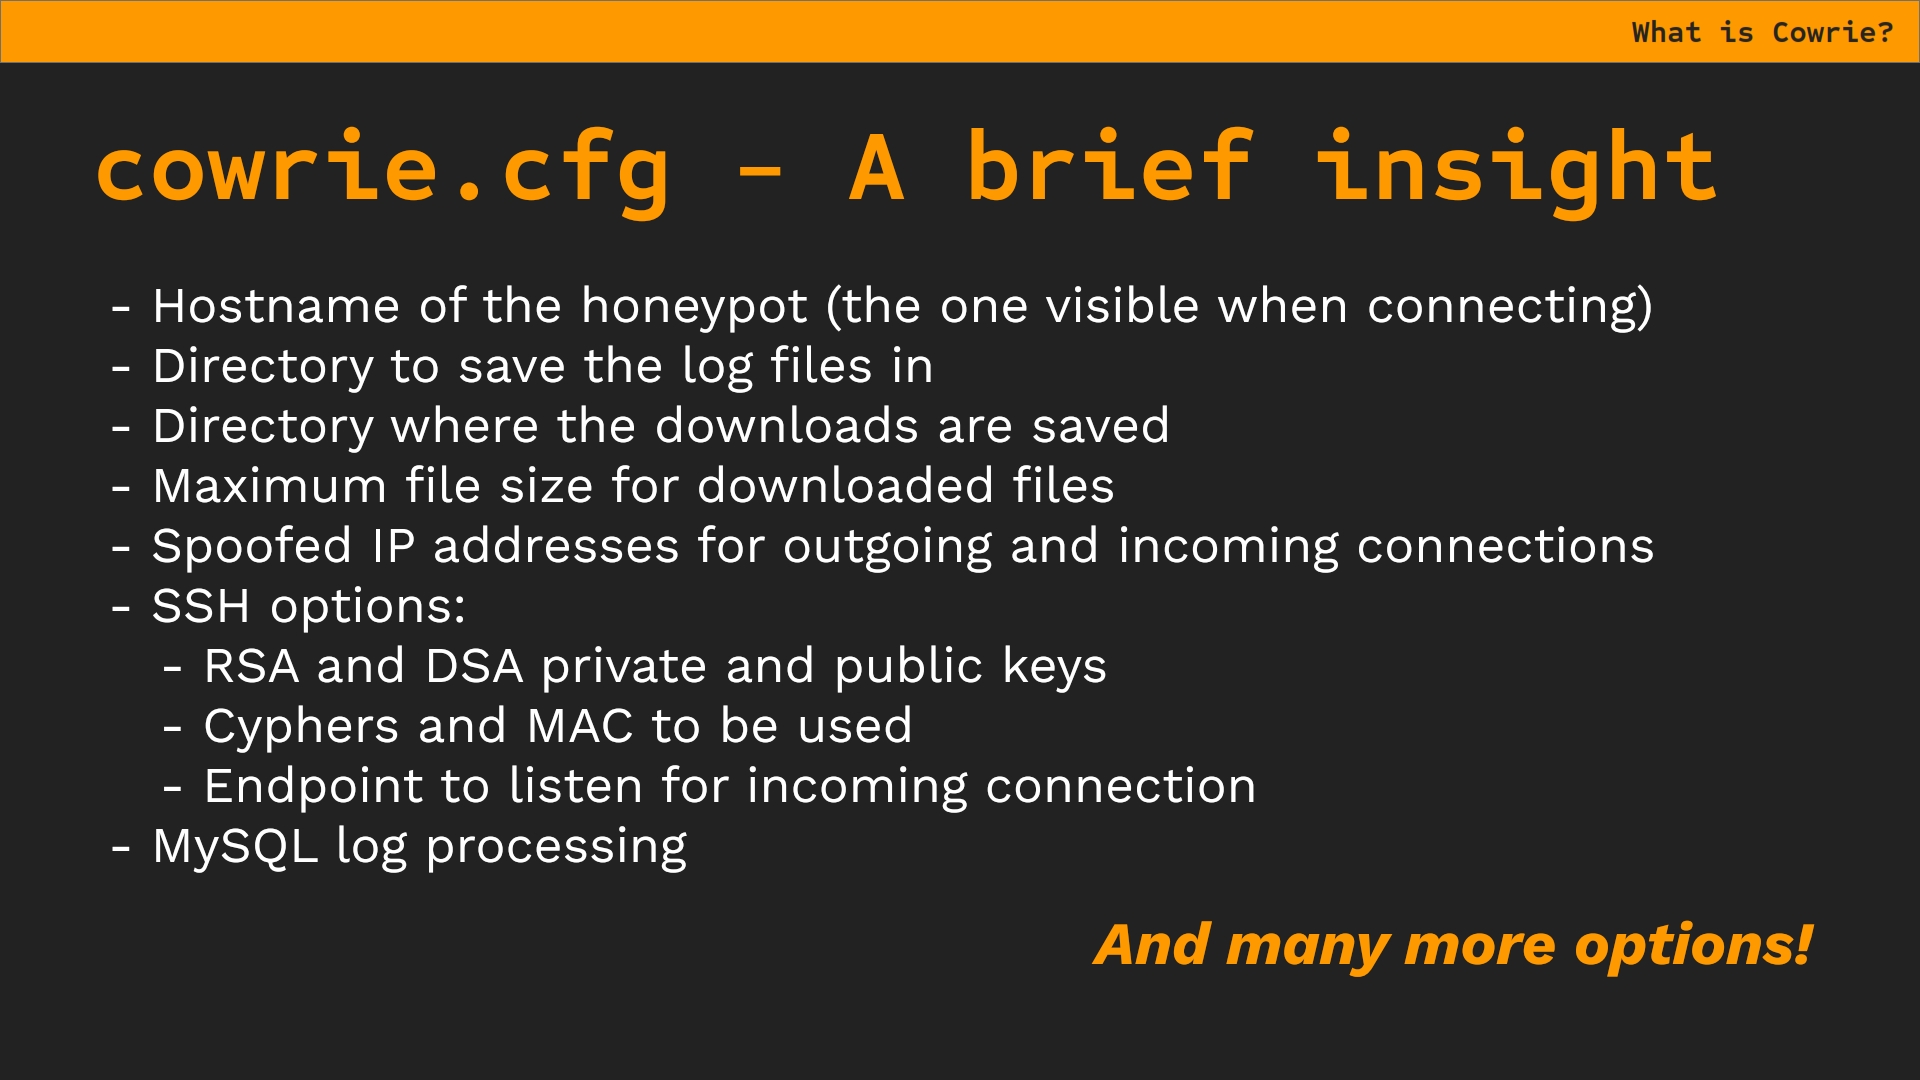 What is Cowrie?
cowrie.cfg - A brief insight
- Hostname of the honeypot (the one visible when connecting)
- Directory to save the log files in
- Directory where the downloads are saved
- Maximum file size for downloaded files
- Spoofed IP addresses for outgoing and incoming connections
- SSH options:
- RSA and DSA private and public keys
- Cyphers and MAC to be used
- Endpoint to listen for incoming connection
- MySQL log processing
And many more options!